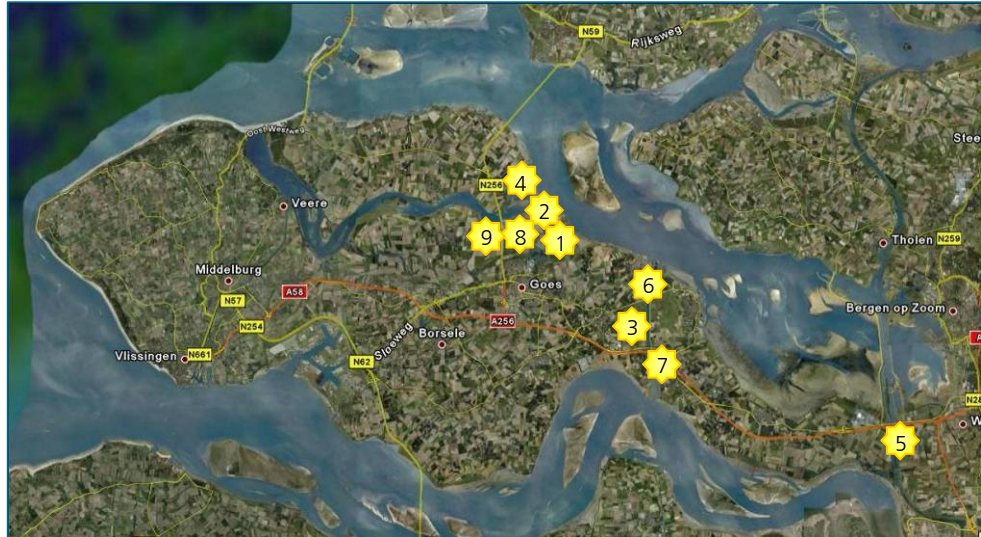 N59
Rijksweg
Oost Westweg
Stee
N256
4
Veere
2
9
8
1
Tholen
N259
Middelburg
A58
Goes
6
N57
Bergen op Zoom
N254
A256
3
Borsele
Sloeweg
Vlissingen
N661
N62
7
A
N28
W
5